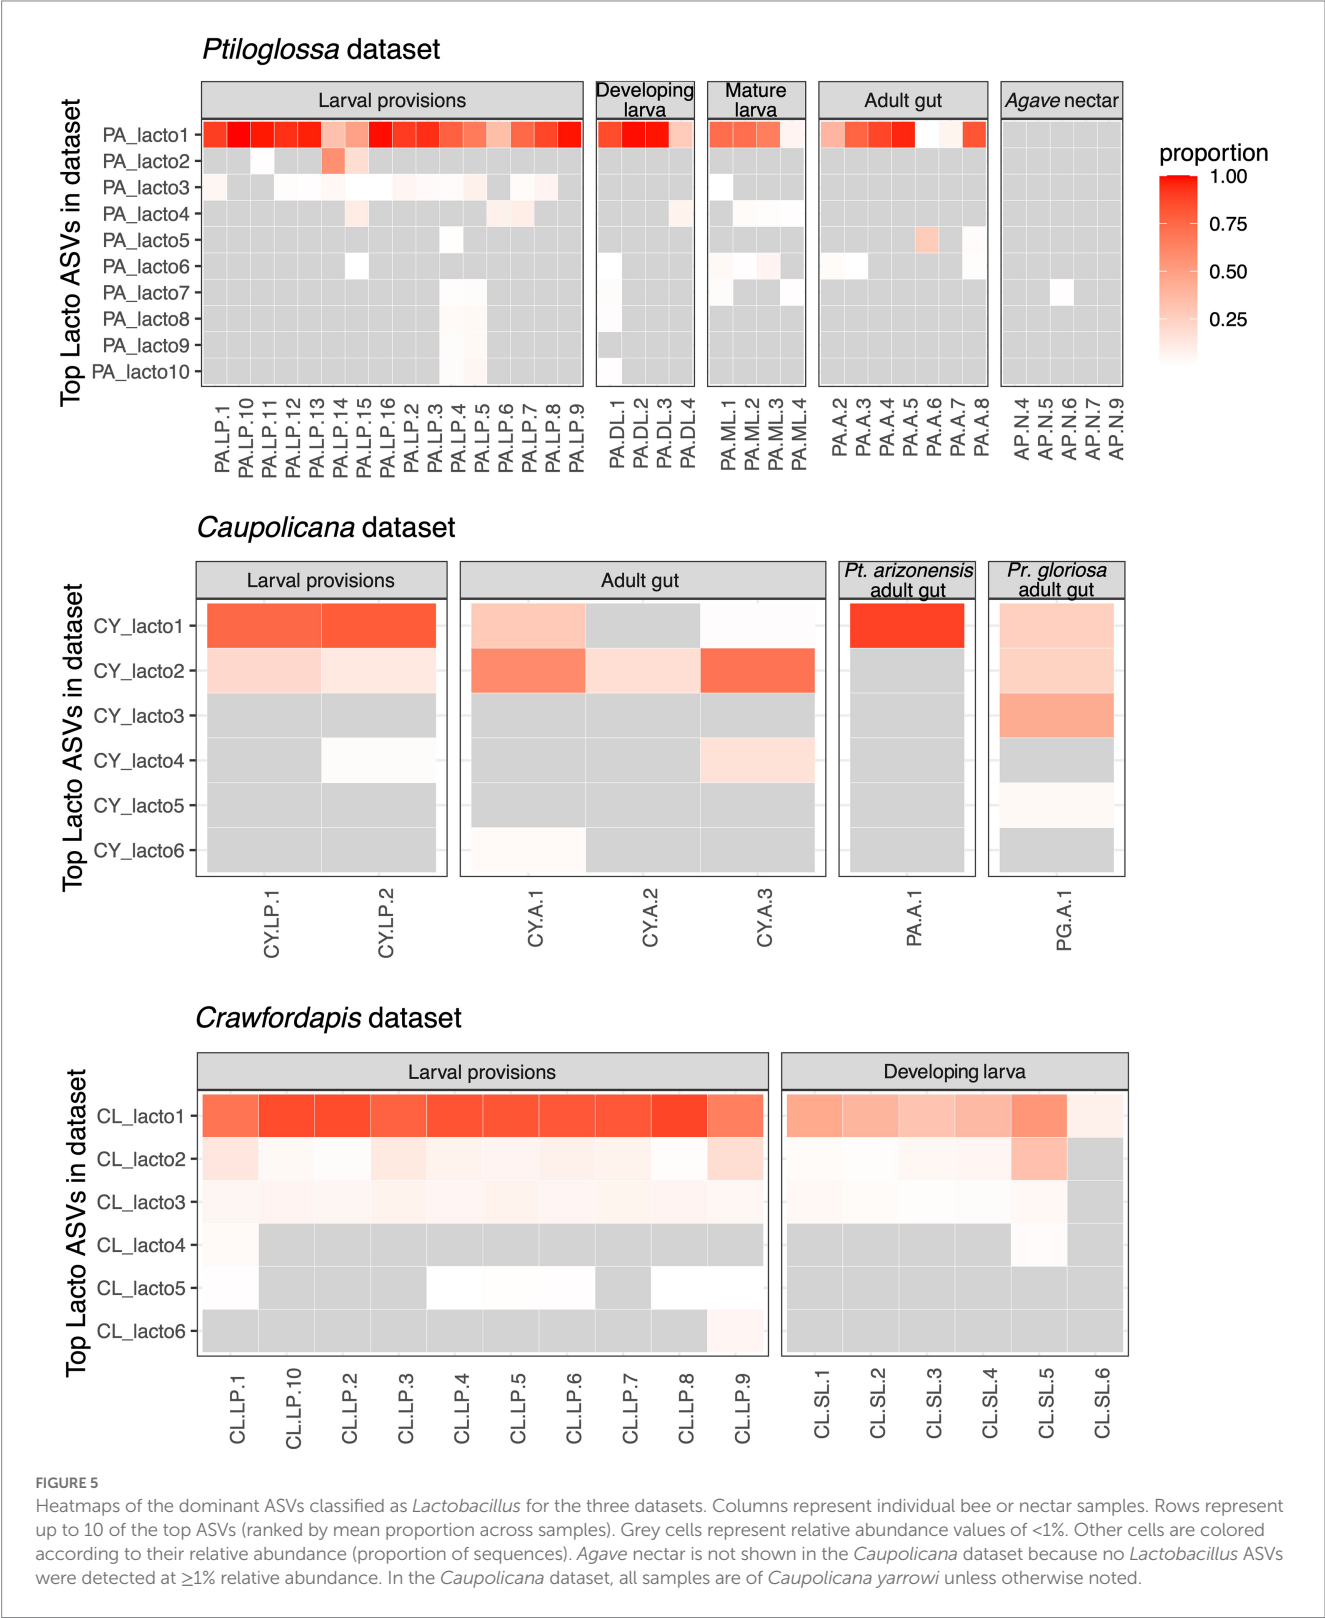 Ptiloglossa dataset
Top Lacto ASVs in dataset
Larval provisions
Developing
larva
Mature
larva
Adult gut
Agave nectar
PA_lacto1
PA_lacto2
PA_lacto3
PA_lacto4
PA_lacto5
PA_lacto6
PA_lacto7
PA_lacto8
PA_lacto9
PA_lacto10
PA.LP.1
PA.LP.10
PA.LP.11
PA.LP.12
PA.LP.13
PA.LP.14
PA.LP.15
PA.LP.16
PA.LP.2
PA.LP.3
PA.LP.4
PA.LP.5
PA.LP.6
PA.LP.7
PA.LP.8
PA.LP.9
PA.DL.1
PA.DL.2
PA.DL.3
PA.DL.4
PA.ML.1
PA.ML.2
PA.ML.3
PA.ML.4
PA.A.2
PA.A.3
PA.A.4
PA.A.5
PA.A.6
PA.A.7
PA.A.8
AP.N.4
AP.N.5
AP.N.6
AP.N.7
AP.N.9
proportion
1.00
0.75
0.50
0.25
Caupolicana dataset
Top Lacto ASVs in dataset
Larval provisions
Adult gut
Pt. arizonensis
adult gut
Pr. gloriosa
adult gut
CY_lacto1
CY_lacto2
CY_lacto3
CY_lacto4
CY_lacto5
CY_lacto6
CY.LP.1
CY.LP.2
CY.A.1
CY.A.2
CY.A.3
PA.A.1
PG.A.1
Crawfordapis dataset
Top Lacto ASVs in dataset
Larval provisions
Developing larva
CL_lacto1
CL_lacto2
CL_lacto3
CL_lacto4
CL_lacto5
CL_lacto6
CL.LP.1
CL.LP.10
CL.LP.2
CL.LP.3
CL.LP.4
CL.LP.5
CL.LP.6
CL.LP.7
CL.LP.8
CL.LP.9
CL.SL.1
CL.SL.2
CL.SL.3
CL.SL.4
CL.SL.5
CL.SL.6
FIGURE 5
Heatmaps of the dominant ASVs classified as Lactobacillus for the three datasets. Columns represent individual bee or nectar samples. Rows represent
up to 10 of the top ASVs (ranked by mean proportion across samples). Grey cells represent relative abundance values of <1%. Other cells are colored
according to their relative abundance (proportion of sequences). Agave nectar is not shown in the Caupolicana dataset because no Lactobacillus ASVs
were detected at ≥1% relative abundance. In the Caupolicana dataset, all samples are of Caupolicana yarrowi unless otherwise noted.